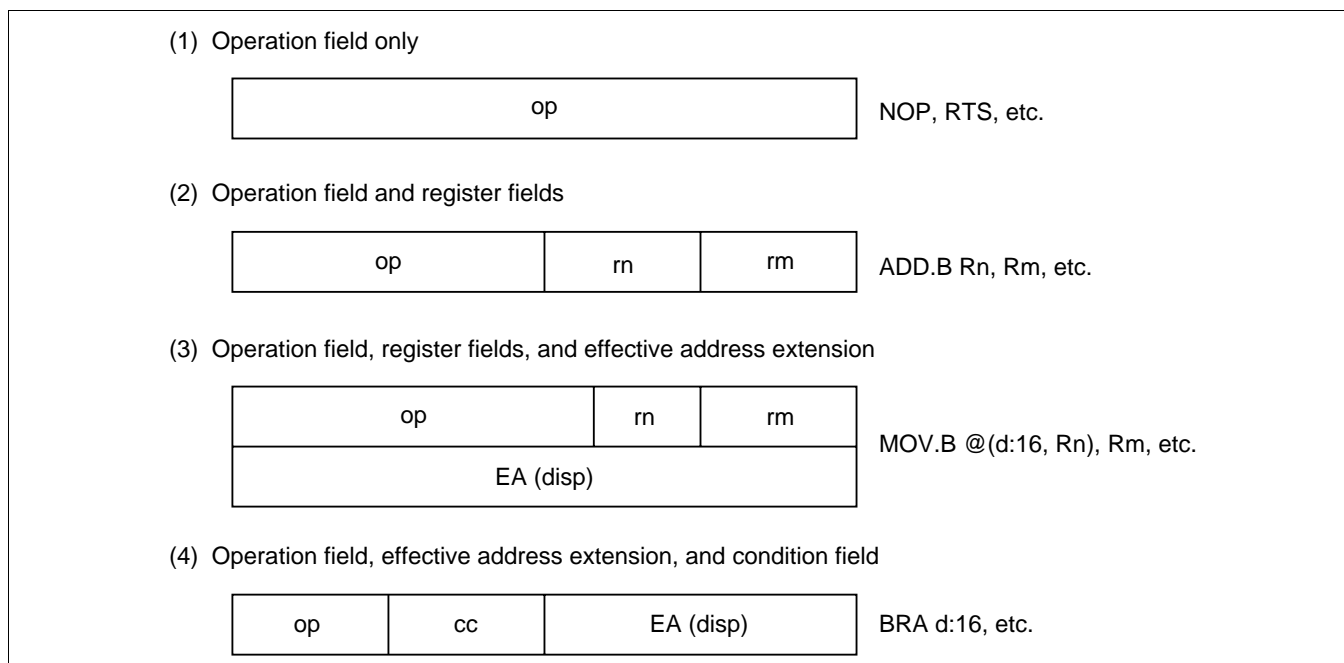 (1) Operation field only
op
NOP, RTS, etc.
(2) Operation field and register fields
op rn rm
ADD.B Rn, Rm, etc.
(3) Operation field, register fields, and effective address extension
op rn rm
MOV.B @(d:16, Rn), Rm, etc.
EA (disp)
(4) Operation field, effective address extension, and condition field
op cc EA (disp)
BRA d:16, etc.